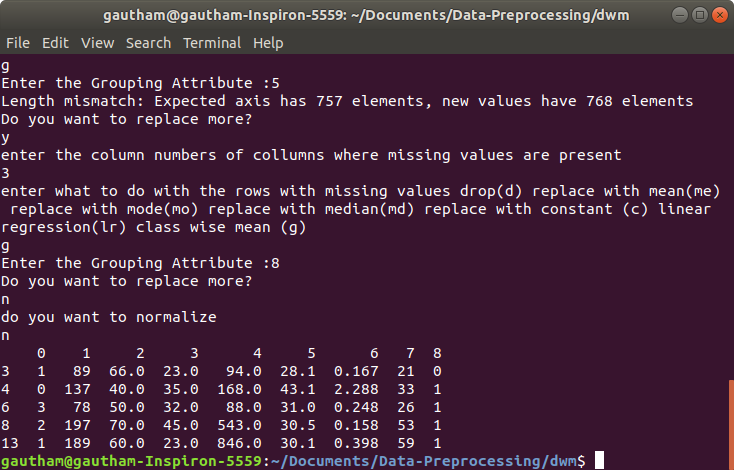 gautham@gautham-Inspiron-5559: ~/Documents/Data-Preprocessing/dwm
File Edit View Search Terminal Help
g
Enter the Grouping Attribute :5
Length mismatch: Expected axis has 757 elements, new values have 768 elements
Do you want to replace more?
y
enter the column numbers of collumns where missing values are present
3
enter what to do with the rows with missing values drop(d) replace with mean(me)
 replace with mode(mo) replace with median(md) replace with constant (c) linear
regression(lr) class wise mean (g)
g
Enter the Grouping Attribute :8
Do you want to replace more?
n
do you want to normalize
n
    0    1     2     3      4     5      6   7  8
3   1   89  66.0  23.0   94.0  28.1  0.167  21  0
4   0  137  40.0  35.0  168.0  43.1  2.288  33  1
6   3   78  50.0  32.0   88.0  31.0  0.248  26  1
8   2  197  70.0  45.0  543.0  30.5  0.158  53  1
13  1  189  60.0  23.0  846.0  30.1  0.398  59  1
gautham@gautham-Inspiron-5559:~/Documents/Data-Preprocessing/dwm$